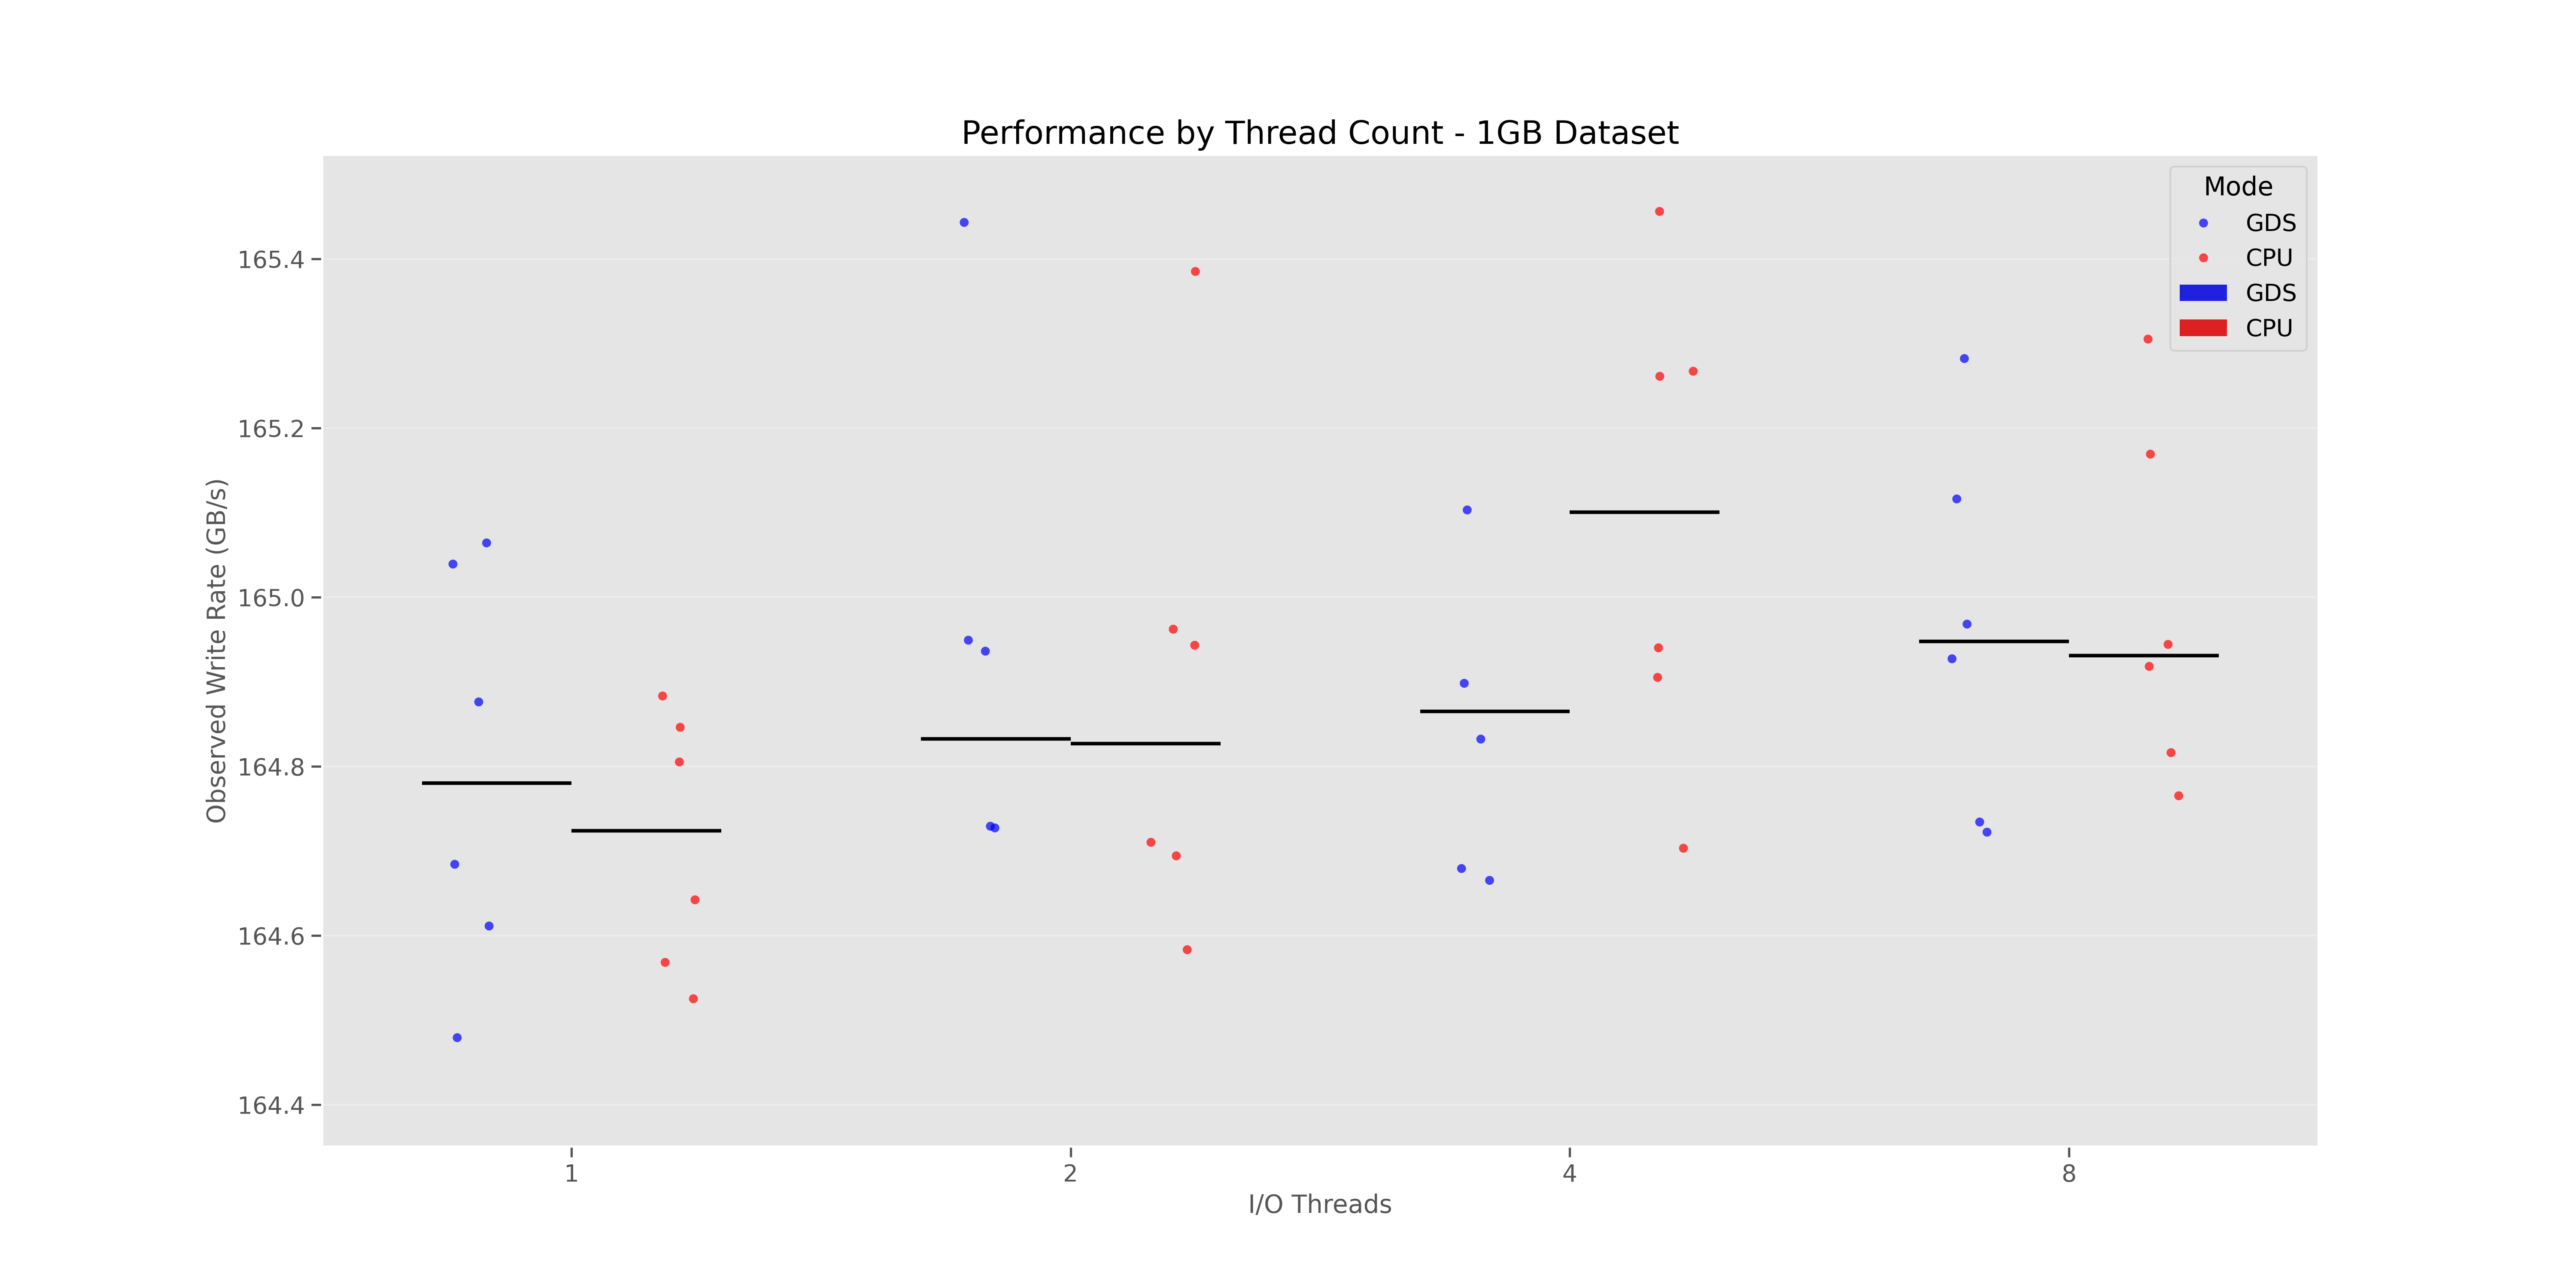 Performance by Thread Count - 1GB Dataset
Mode
GDS
CPU
GDS
CPU
165.4
165.2
165.0
164.8
164.6
164.4
Observed Write Rate (GB/s)
1 2 4 8
I/O Threads